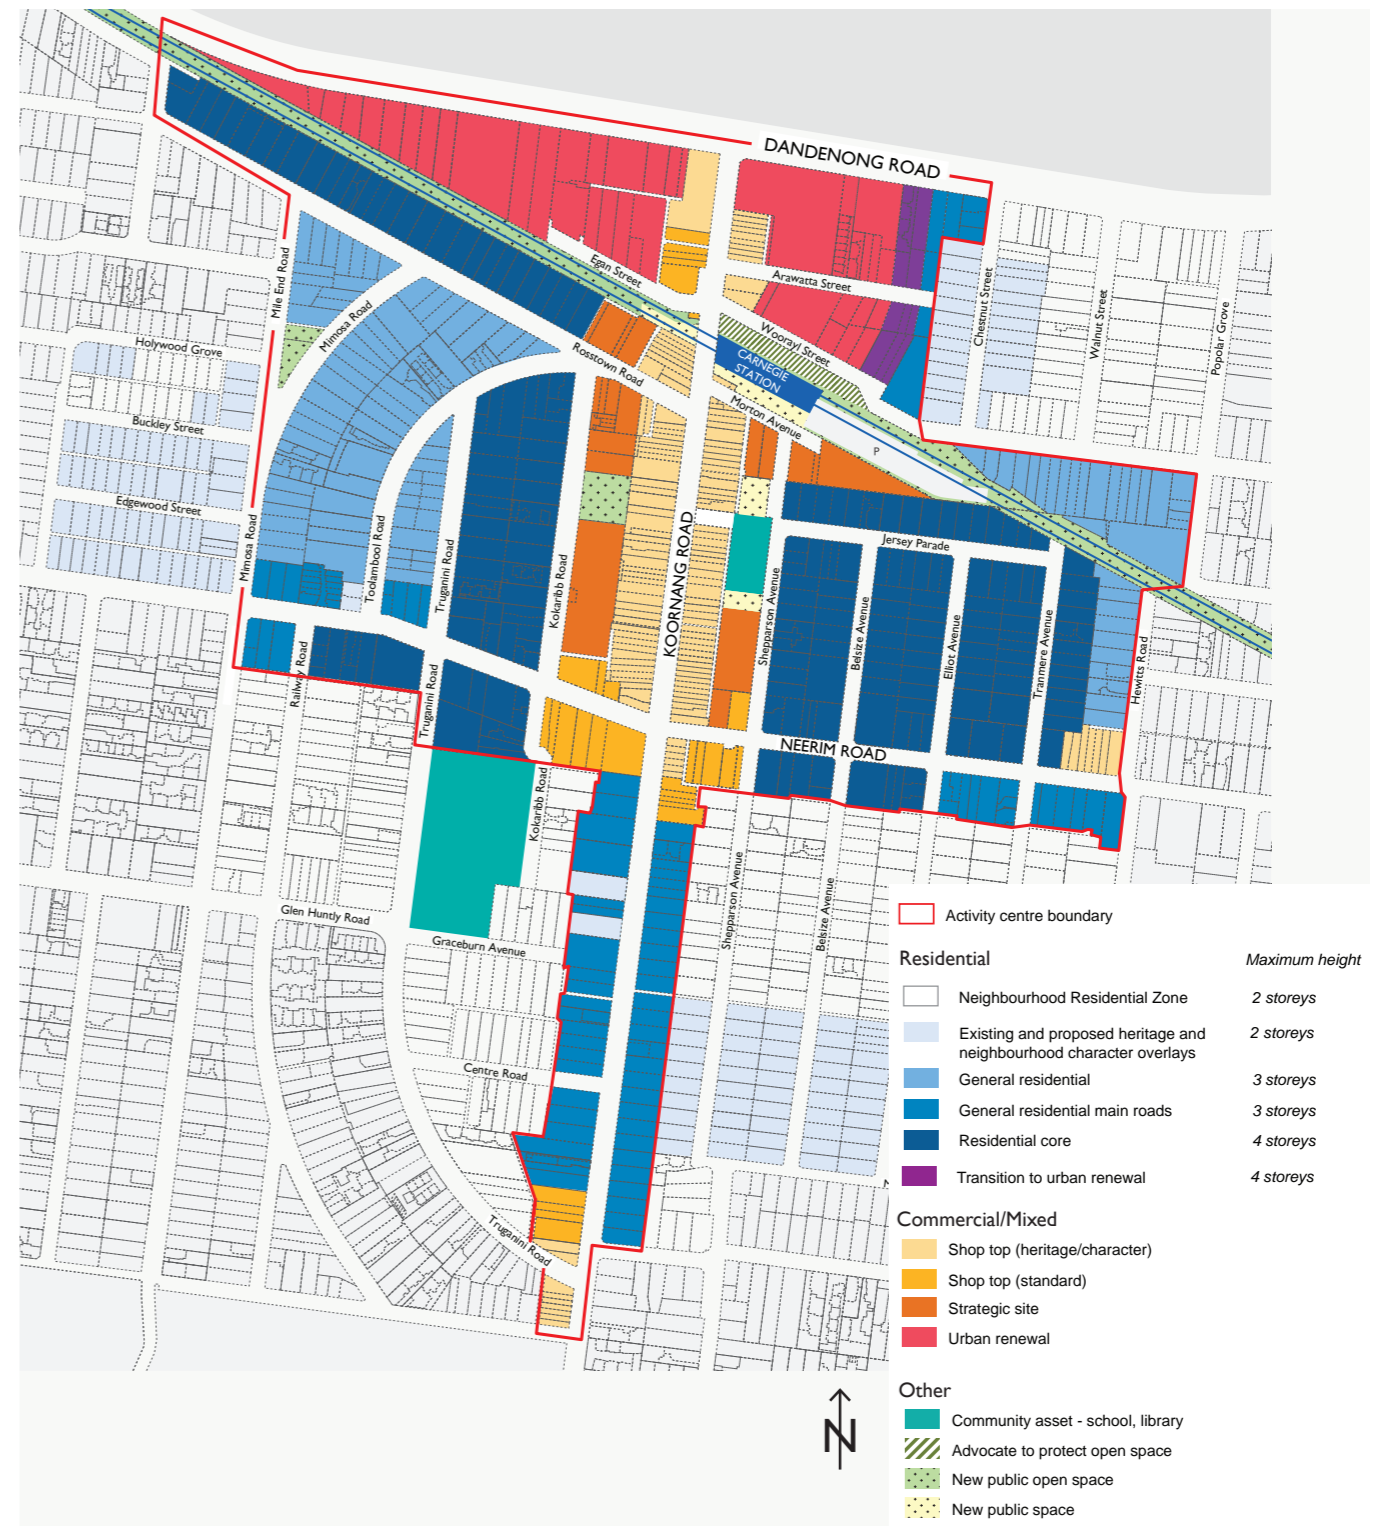 DANDENONG ROAD
Egan Street
Arawatta Street
Woorayl Street
CARNEGIE
STATION
Chestnut Street
Walnut Street
Popolar Grove
Mile End Road
Mimosa Road
Holywood Grove
Rosstown Road
Morton Avenue
P
Buckley Street
Edgewood Street
Mimosa Road
Toolambool Road
Truganini Road
Kokaribb Road
KOORNANG ROAD
Shepparson Avenue
Jersey Parade
Belsize Avenue
Elliot Avenue
Tranmere Avenue
Hewitts Road
Railway Road
Truganini Road
NEERIM ROAD
Kokaribb Road
Shepparson Avenue
Belsize Avenue
Glen Huntly Road
Graceburn Avenue
Centre Road
Truganini Road
N
Activity centre boundary
Residential Maximum height
Neighbourhood Residential Zone 2 storeys
Existing and proposed heritage and 2 storeys
neighbourhood character overlays
General residential 3 storeys
General residential main roads 3 storeys
Residential core 4 storeys
Transition to urban renewal 4 storeys
Commercial/Mixed
Shop top (heritage/character)
Shop top (standard)
Strategic site
Urban renewal
Other
Community asset - school, library
Advocate to protect open space
New public open space
New public space